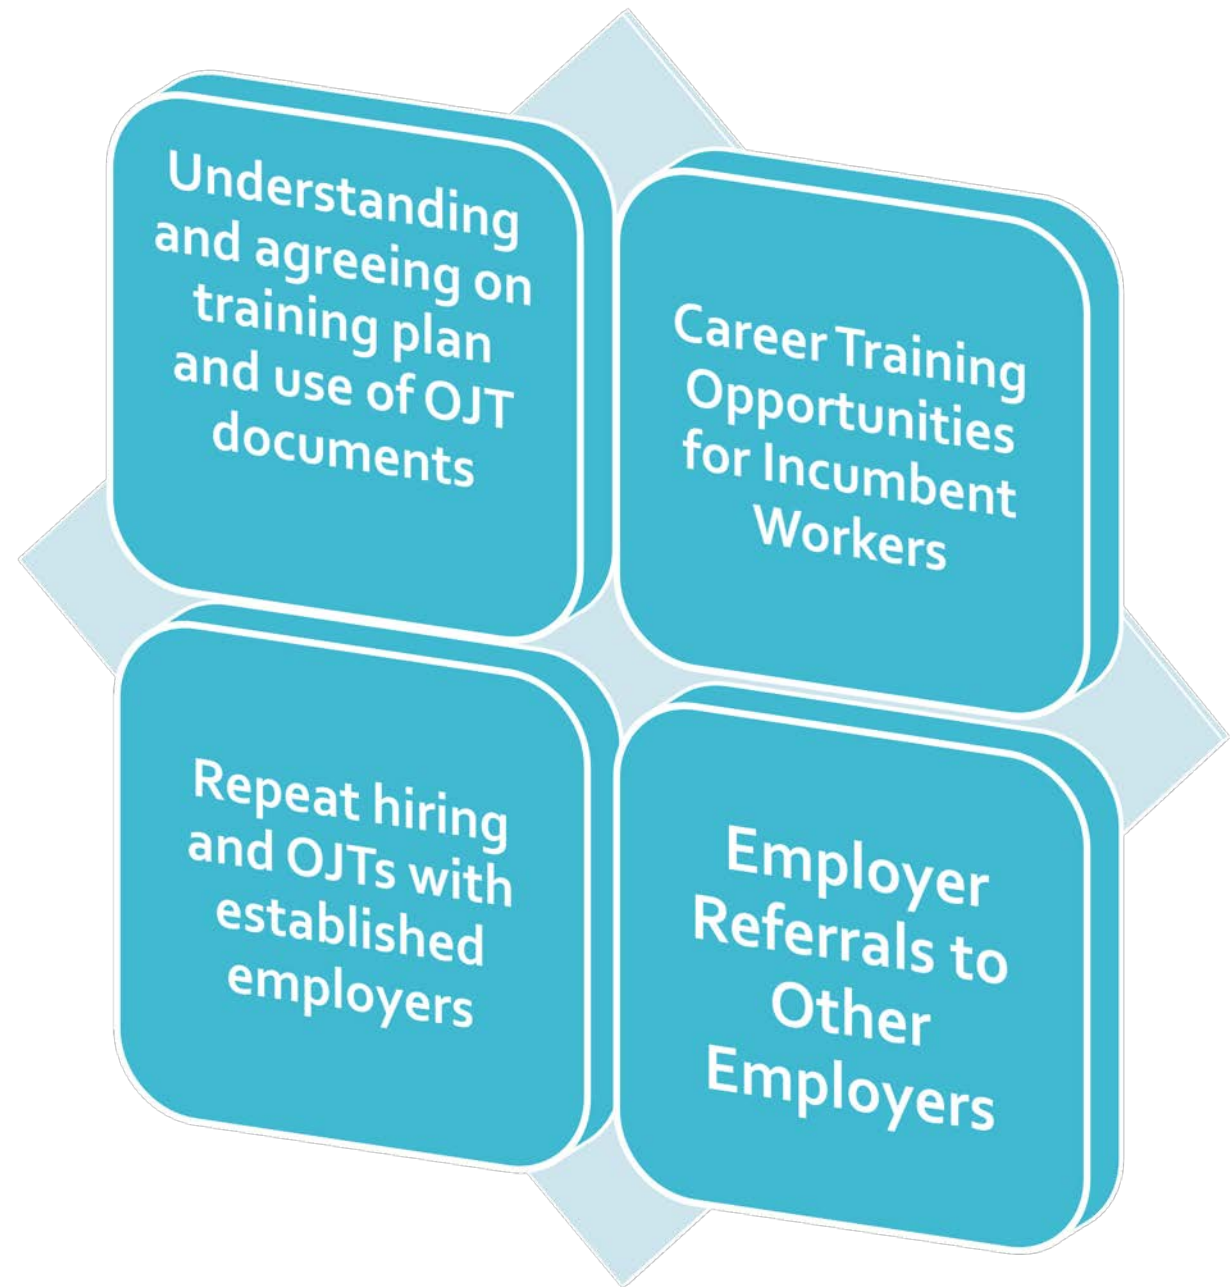 Understanding
and agreeing on
training plan
and use of OJT
documents
Career Training
Opportunities
for Incumbent
Workers
Repeat hiring
and OJTs with
established
employers
Employer
Referrals to
Other
Employers